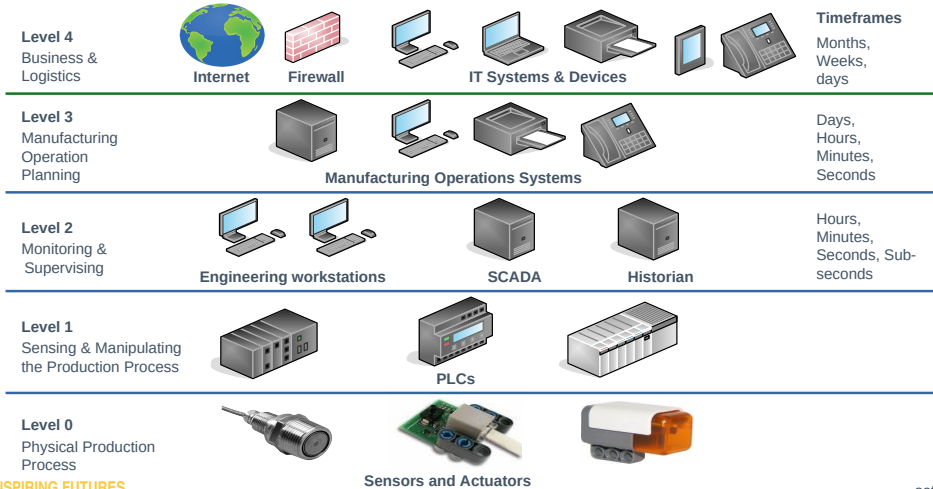 Level 4
Business &
Logistics
Internet
Firewall
IT Systems & Devices
Timeframes
Months,
Weeks,
days
Level 3
Manufacturing
Operation
Planning
Manufacturing Operations Systems
Days,
Hours,
Minutes,
Seconds
Level 2
Monitoring &
Supervising
Engineering workstations
SCADA
Historian
Hours,
Minutes,
Seconds, Sub-
seconds
Level 1
Sensing & Manipulating
the Production Process
PLCs
Level 0
Physical Production
Process
Sensors and Actuators
NSPIRING FUTURES